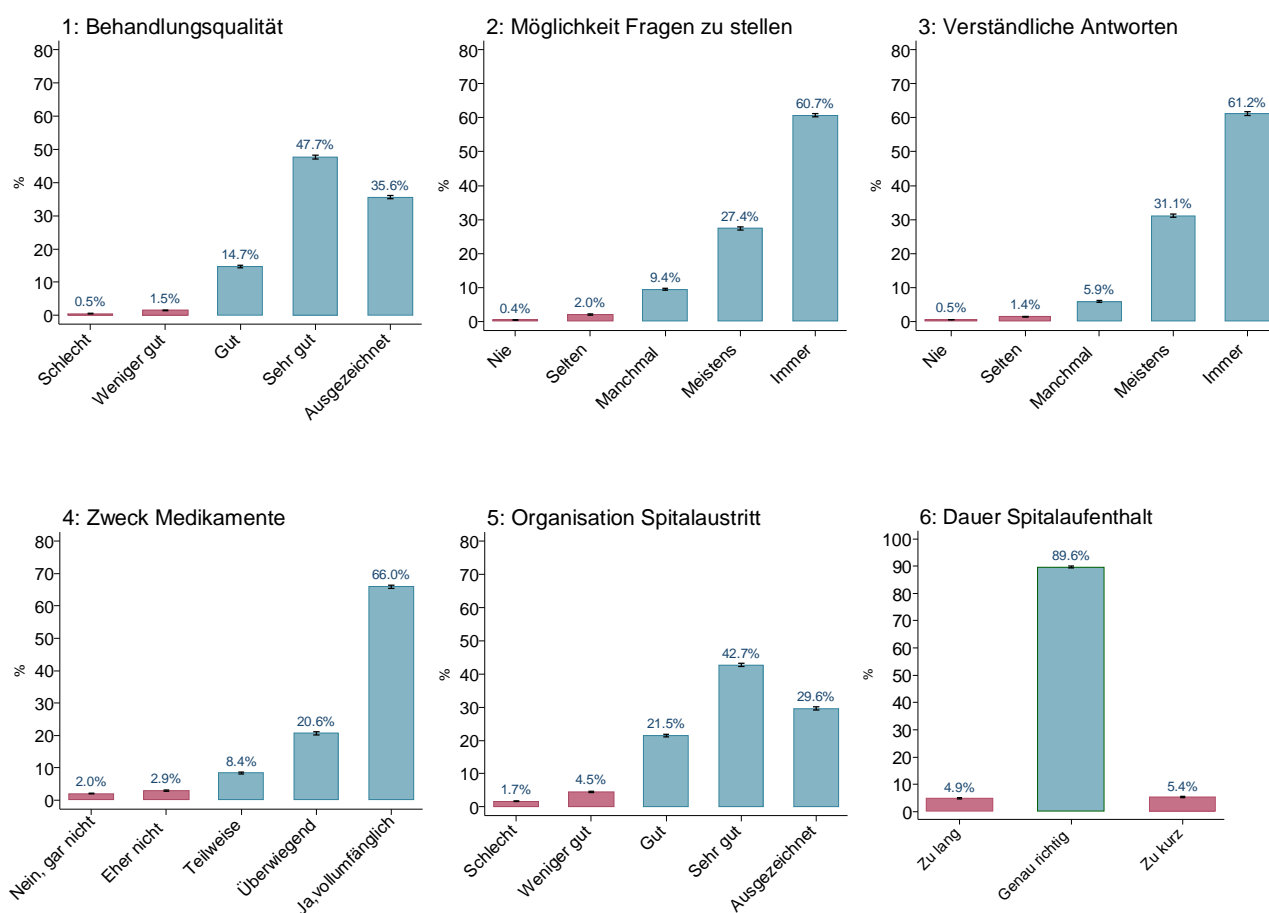 1: Behandlungsqualität
80
70
60
50
40
30
20
10
0
%
0.5%
1.5%
14.7%
47.7%
35.6%
Schlecht
Weniger gut
Gut
Sehr gut
Ausgezeichnet
2: Möglichkeit Fragen zu stellen
80
70
60
50
40
30
20
10
0
%
0.4%
2.0%
9.4%
27.4%
60.7%
Nie
Selten
Manchmal
Meistens
Immer
3: Verständliche Antworten
80
70
60
50
40
30
20
10
0
%
0.5%
1.4%
5.9%
31.1%
61.2%
Nie
Selten
Manchmal
Meistens
Immer
4: Zweck Medikamente
80
70
60
50
40
30
20
10
0
%
2.0%
2.9%
8.4%
20.6%
66.0%
Nein, gar nicht
Eher nicht
Teilweise
Überwiegend
Ja,vollumfänglich
5: Organisation Spitalaustritt
80
70
60
50
40
30
20
10
0
%
1.7%
4.5%
21.5%
42.7%
29.6%
Schlecht
Weniger gut
Gut
Sehr gut
Ausgezeichnet
6: Dauer Spitalaufenthalt
100
90
80
70
60
50
40
30
20
10
0
%
4.9%
89.6%
5.4%
Zu lang
Genau richtig
Zu kurz